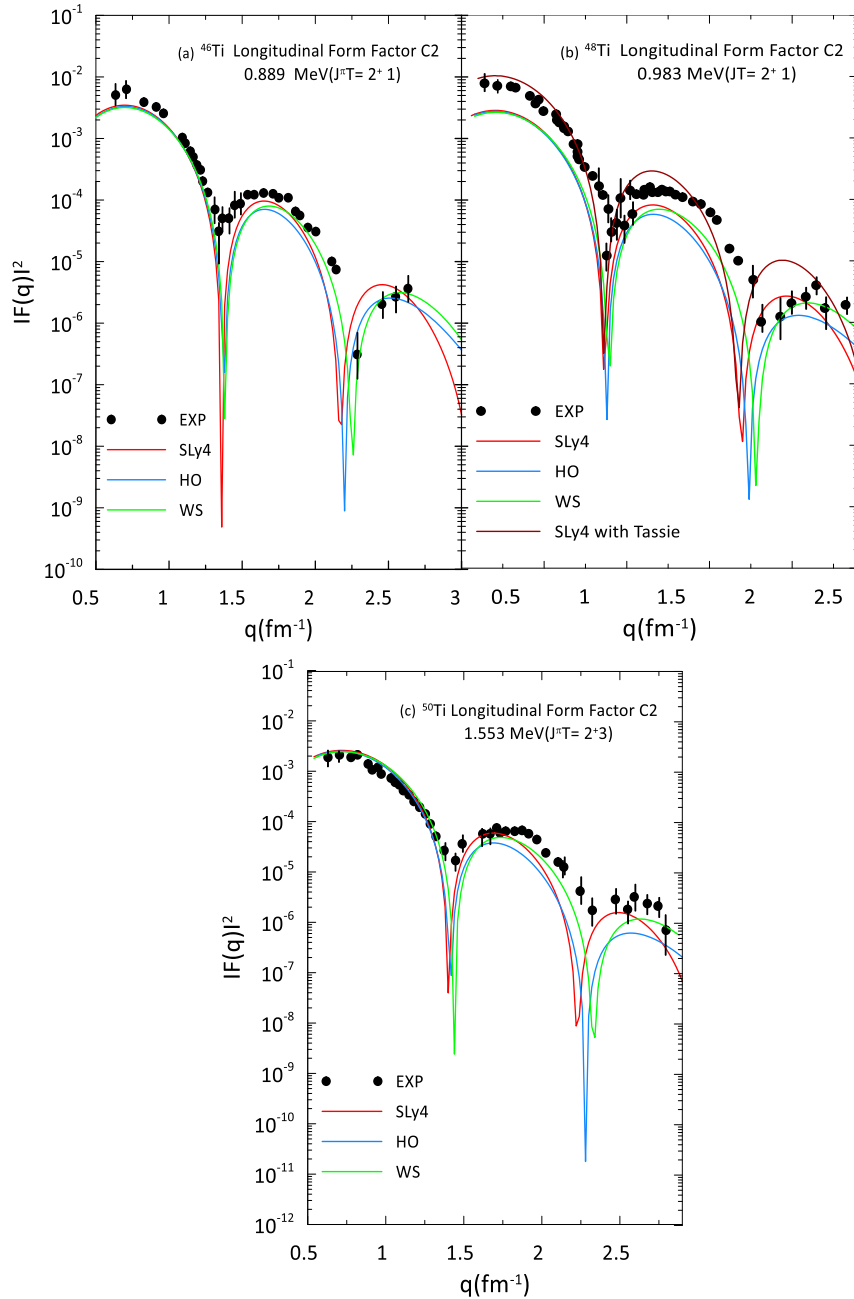 (a) ⁴⁶Ti Longitudinal Form Factor C2
0.889 MeV(JᵖT= 2⁺ 1)
10⁻¹
10⁻²
10⁻³
10⁻⁴
10⁻⁵
10⁻⁶
10⁻⁷
10⁻⁸
10⁻⁹
10⁻¹⁰
IF(q)I²
EXP
SLy4
HO
WS
0.5 1 1.5 2 2.5 3
q(fm⁻¹)
(b) ⁴⁸Ti Longitudinal Form Factor C2
0.983 MeV(JT= 2⁺ 1)
EXP
SLy4
HO
WS
SLy4 with Tassie
0.5 1 1.5 2 2.5
q(fm⁻¹)
(c) ⁵⁰Ti Longitudinal Form Factor C2
1.553 MeV(J^πT= 2⁺3)
10⁻¹
10⁻²
10⁻³
10⁻⁴
10⁻⁵
10⁻⁶
10⁻⁷
10⁻⁸
10⁻⁹
10⁻¹⁰
10⁻¹¹
10⁻¹²
IF(q)I²
EXP
SLy4
HO
WS
0.5 1 1.5 2 2.5
q(fm⁻¹)